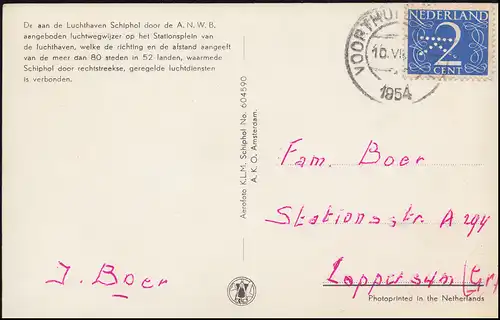 De aan de Luchthaven Schiphol door de A. N. W. B.
aangeboden luchtwegwijzer op het Stationsplein van
de luchthaven, welke de richting en de afstand aangeeft
van de meer dan 80 steden in 52 landen, waarmede
Schiphol door rechtstreekse, geregelde luchtdiensten
is verbonden.
J. Boer
Aerofoto K.L.M. Schiphol No. 604590
A. K. O. Amsterdam.
NEDERLAND
2
CENT
1954
Fam. Boer
Stationsstr. A 294
Loppersum (Gr.)
Photoprinted in the Netherlands